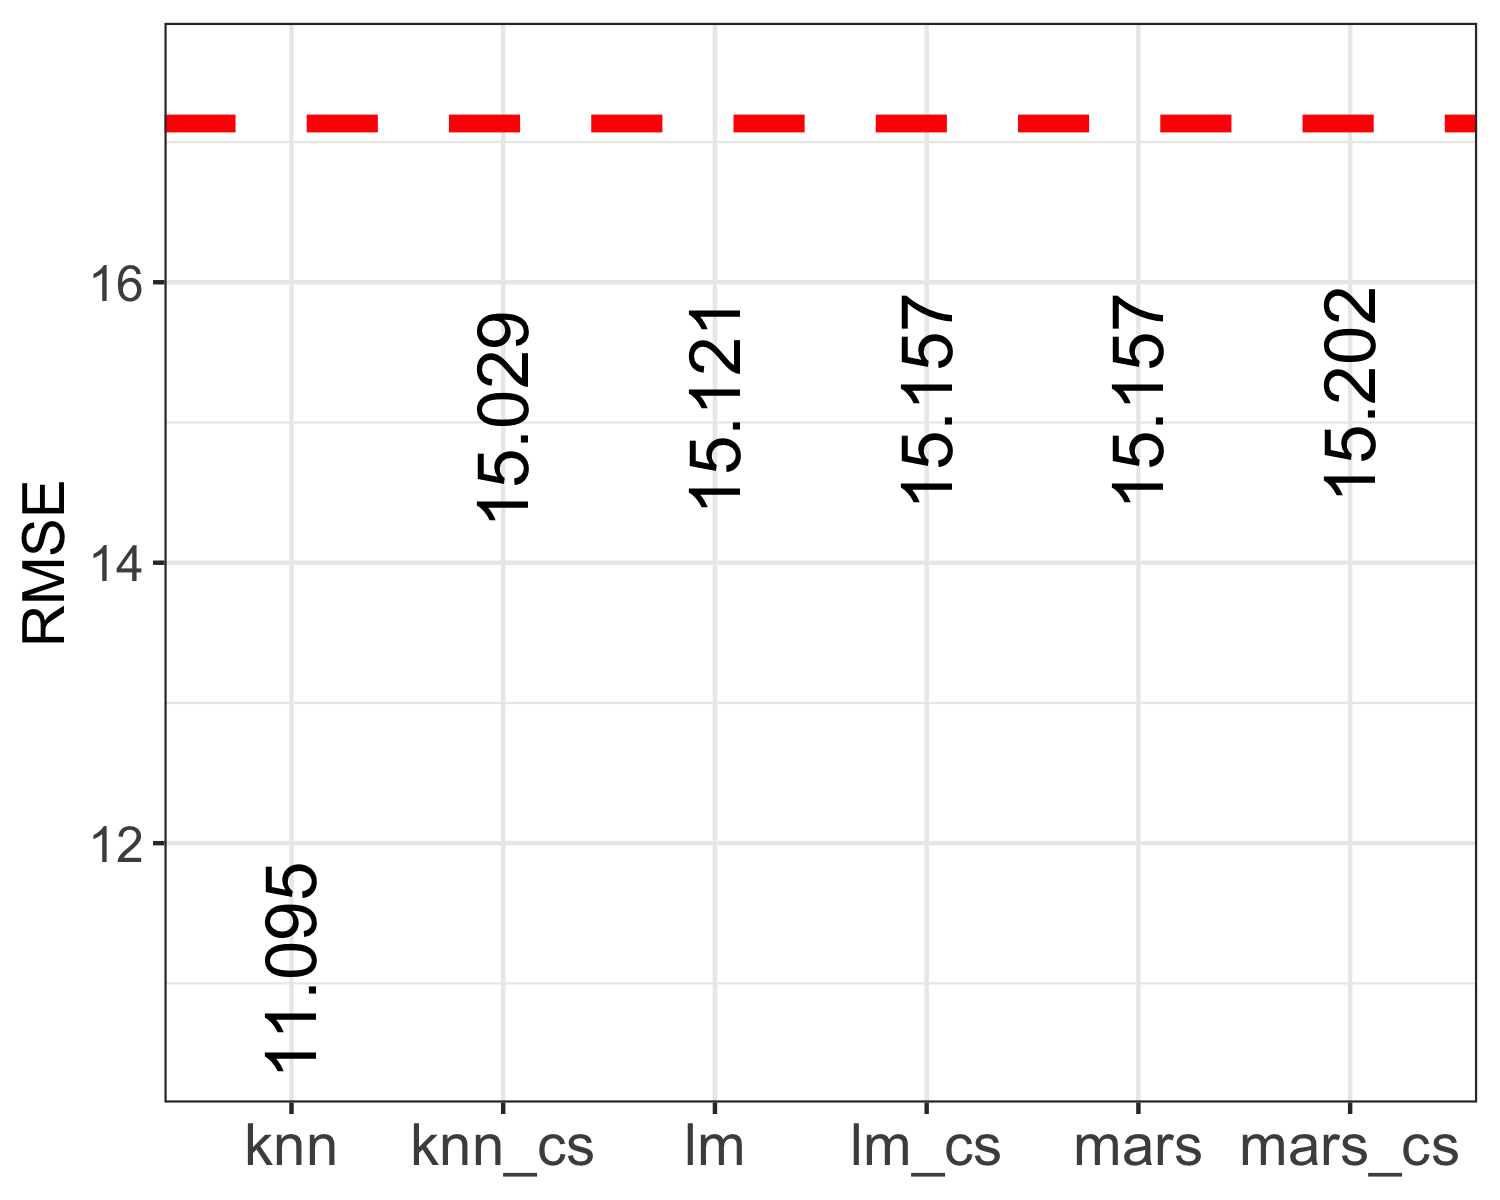 RMSE
16
14
12
11.095
15.029
15.121
15.157
15.157
15.202
knn
knn_cs
lm
lm_cs
mars
mars_cs